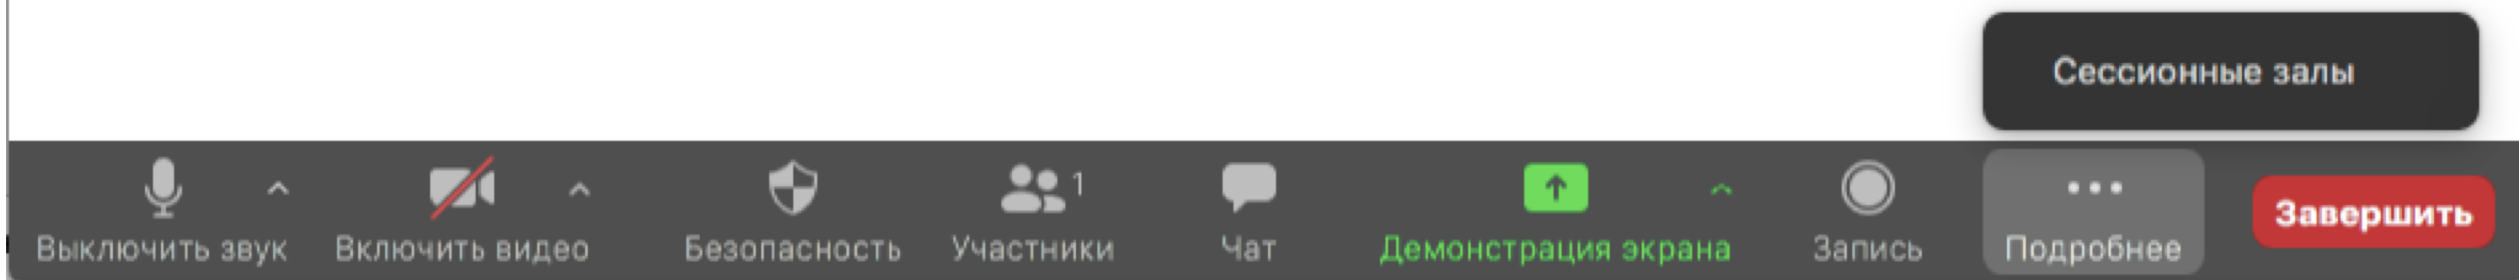 Сессионные залы
1
Выключить звук
Включить видео
Безопасность
Участники
Чат
Демонстрация экрана
Запись
Подробнее
Завершить